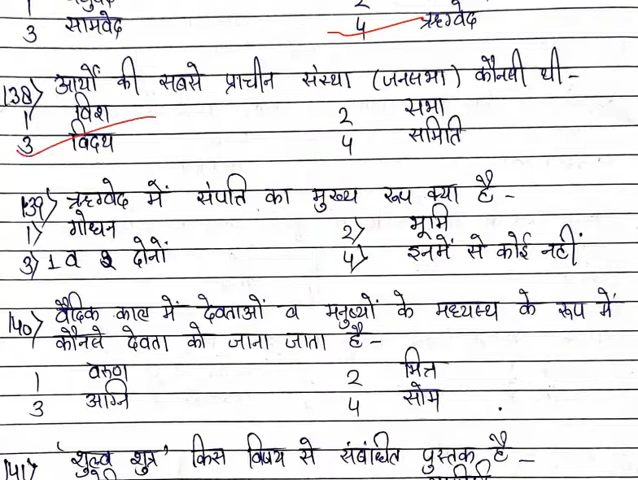 3 सामवेद 4 ऋग्वेद
138> आर्यों की सबसे प्राचीन संस्था (जनसभा) कौनसी थी -
1 विश 2 सभा
3 विदथ 4 समिति
139> ऋग्वेद में संपति का मुख्य रूप क्या है -
1> गोधन 2> भूमि
3> 1 व 2 दोनों 4> इनमें से कोई नहीं
140> वैदिक काल में देवताओं व मनुष्यों के मध्यस्थ के रूप में
कौनसे देवता को जाना जाता है -
1 वरुण 2 मित्र
3 अग्नि 4 सोम
141> 'शुल्व शुत्र' किस विषय से संबंधित पुस्तक है -